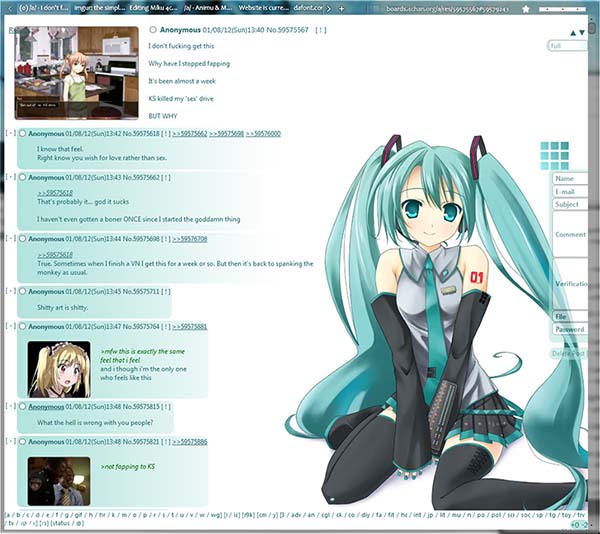 /a/ - I don't f...
imgur: the simpl...
Editing Miku 4c...
/a/ - Animu & M...
Website is curre...
dafont.cor
boards.4chan.org/a/res/59575567#59579243
Anonymous 01/08/12(Sun)13:40 No.59575567 [ ! ]
full
I don't fucking get this
Why have I stopped fapping
It's been almost a week
KS killed my 'sex' drive
BUT WHY
[ - ] Anonymous 01/08/12(Sun)13:42 No.59575618 [ ! ] >>59575662 >>59575698 >>59576000
I know that feel.
Right now you wish for love rather than sex.
[ - ] Anonymous 01/08/12(Sun)13:43 No.59575662 [ ! ]
>>59575618
That's probably it... god it sucks
I haven't even gotten a boner ONCE since I started the goddamn thing
[ - ] Anonymous 01/08/12(Sun)13:44 No.59575698 [ ! ] >>59576708
>>59575618
True. Sometimes when I finish a VN I get this for a week or so. But then it's back to spanking the
monkey as usual.
[ - ] Anonymous 01/08/12(Sun)13:45 No.59575711 [ ! ]
Shitty art is shitty.
[ - ] Anonymous 01/08/12(Sun)13:47 No.59575764 [ ! ] >>59575881
>mfw this is exactly the same
feel that i feel
and i though i'm the only one
who feels like this
[ - ] Anonymous 01/08/12(Sun)13:48 No.59575815 [ ! ]
What the hell is wrong with you people?
[ - ] Anonymous 01/08/12(Sun)13:48 No.59575821 [ ! ] >>59575886
>not fapping to KS
Name
E-mail
Subject
Comment
Verificatio
File
Password
Delete Post
01
[a / b / c / d / e / f / g / gif / h / hr / k / m / o / p / r / s / t / u / v / w / wg] [i / ic] [r9k] [cm / y] [3 / adv / an / cgl / ck / co / diy / fa / fit / hc / int / jp / lit / mu / n / po / pol / sci / soc / sp / tg / toy / trv
/ tv / vp / x] [rs] [status / @]
+0 -2